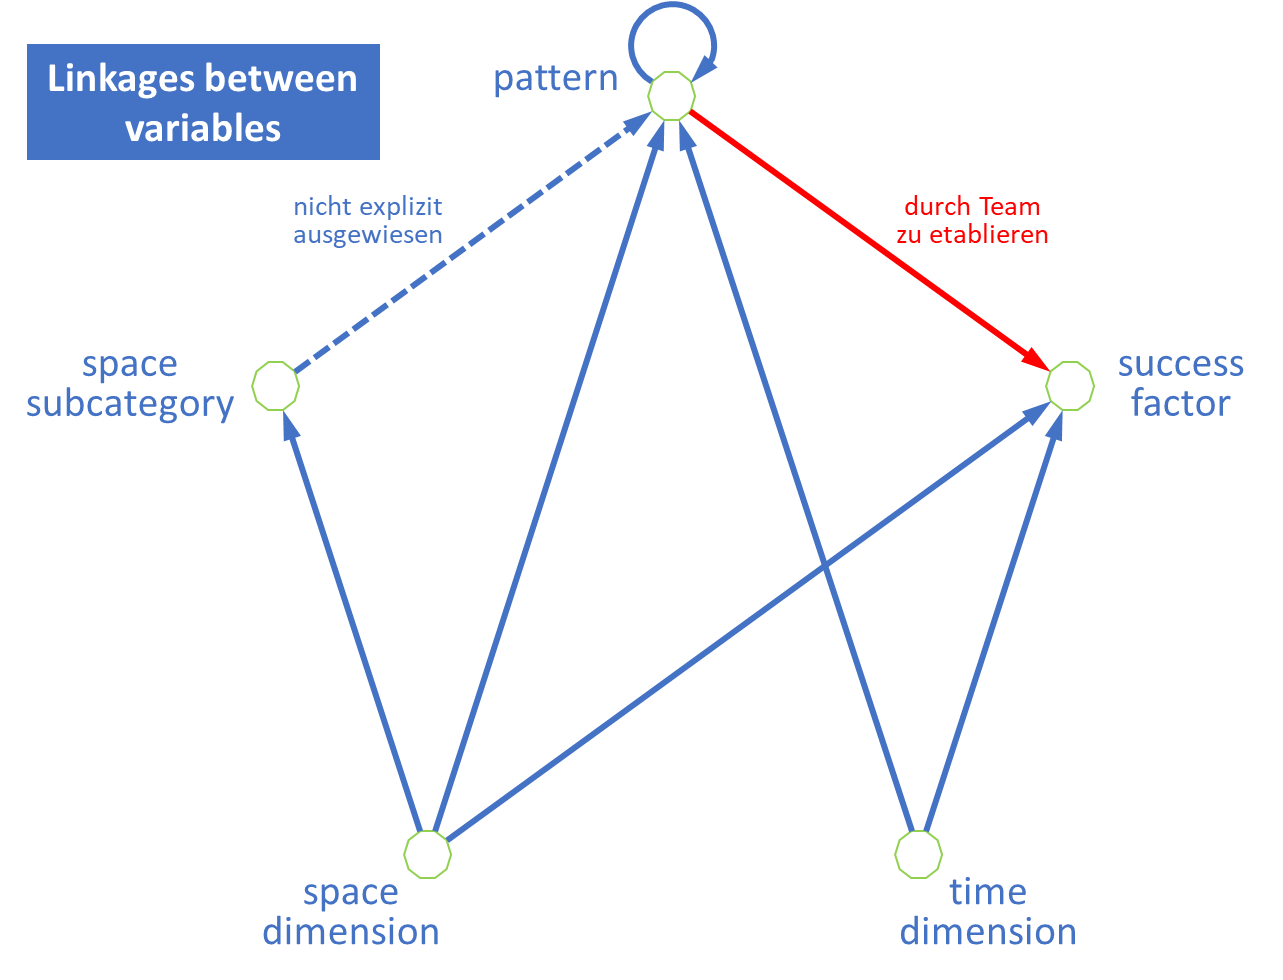 Linkages between
variables
pattern
nicht explizit
ausgewiesen
durch Team
zu etablieren
space
subcategory
success
factor
space
dimension
time
dimension